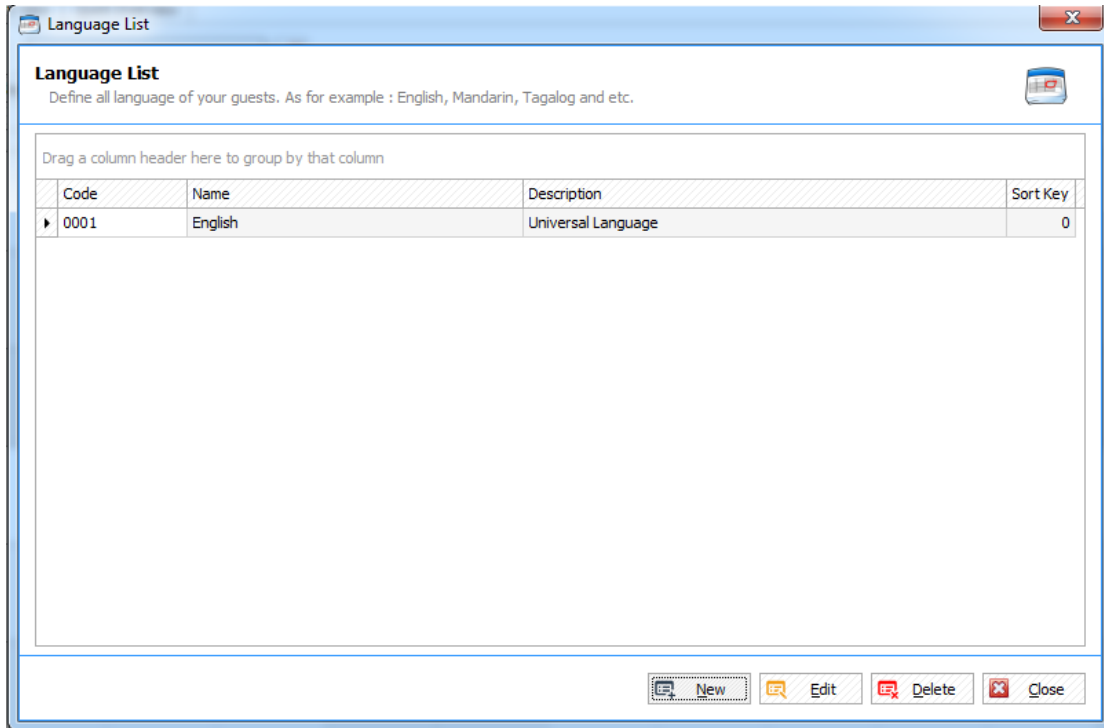 Language List
Language List
Define all language of your guests. As for example : English, Mandarin, Tagalog and etc.
Drag a column header here to group by that column
Code Name Description Sort Key
0001 English Universal Language 0
New Edit Delete Close